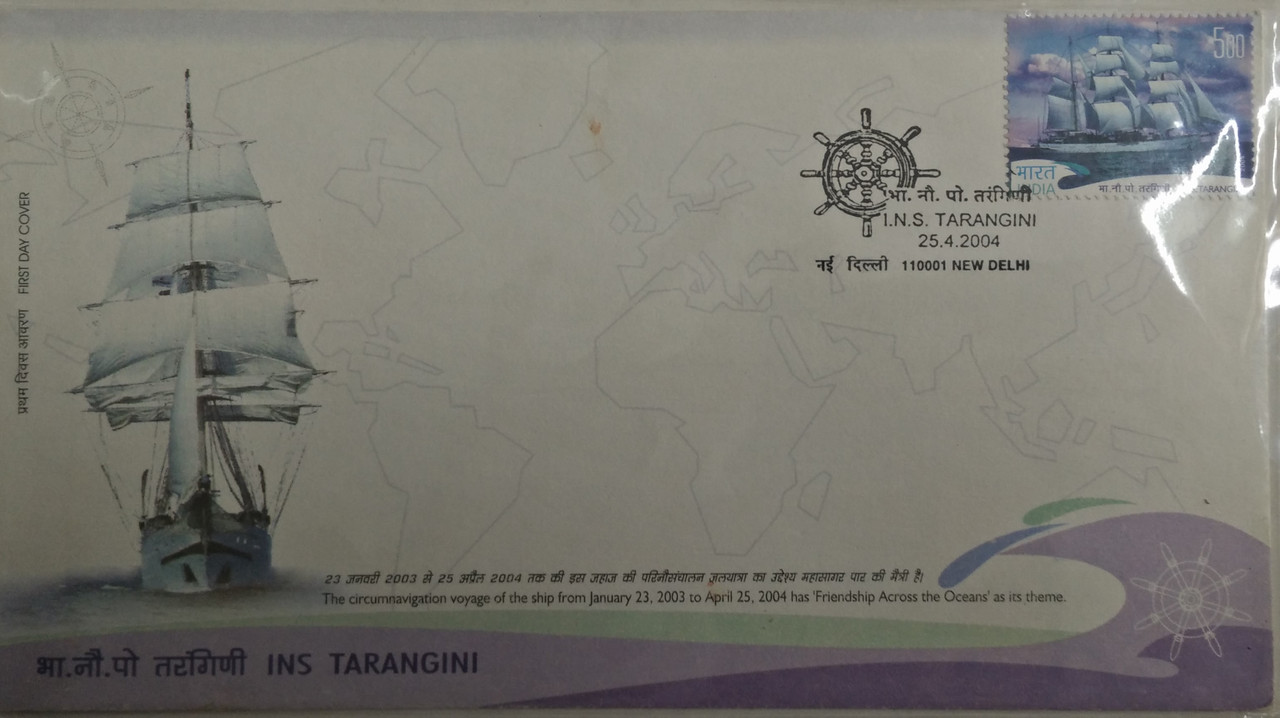 500
भारत
INDIA
भा.नौ.पो. तरंगिणी INS TARANGINI
भा. नौ. पो. तरंगिणी
I.N.S. TARANGINI
25.4.2004
नई दिल्ली 110001 NEW DELHI
प्रथम दिवस आवरण FIRST DAY COVER
23 जनवरी 2003 से 25 अप्रैल 2004 तक की इस जहाज की परिनौसंचालन जलयात्रा का उद्देश्य महासागर पार की मैत्री है।
The circumnavigation voyage of the ship from January 23, 2003 to April 25, 2004 has 'Friendship Across the Oceans' as its theme.
भा.नौ.पो तरंगिणी INS TARANGINI